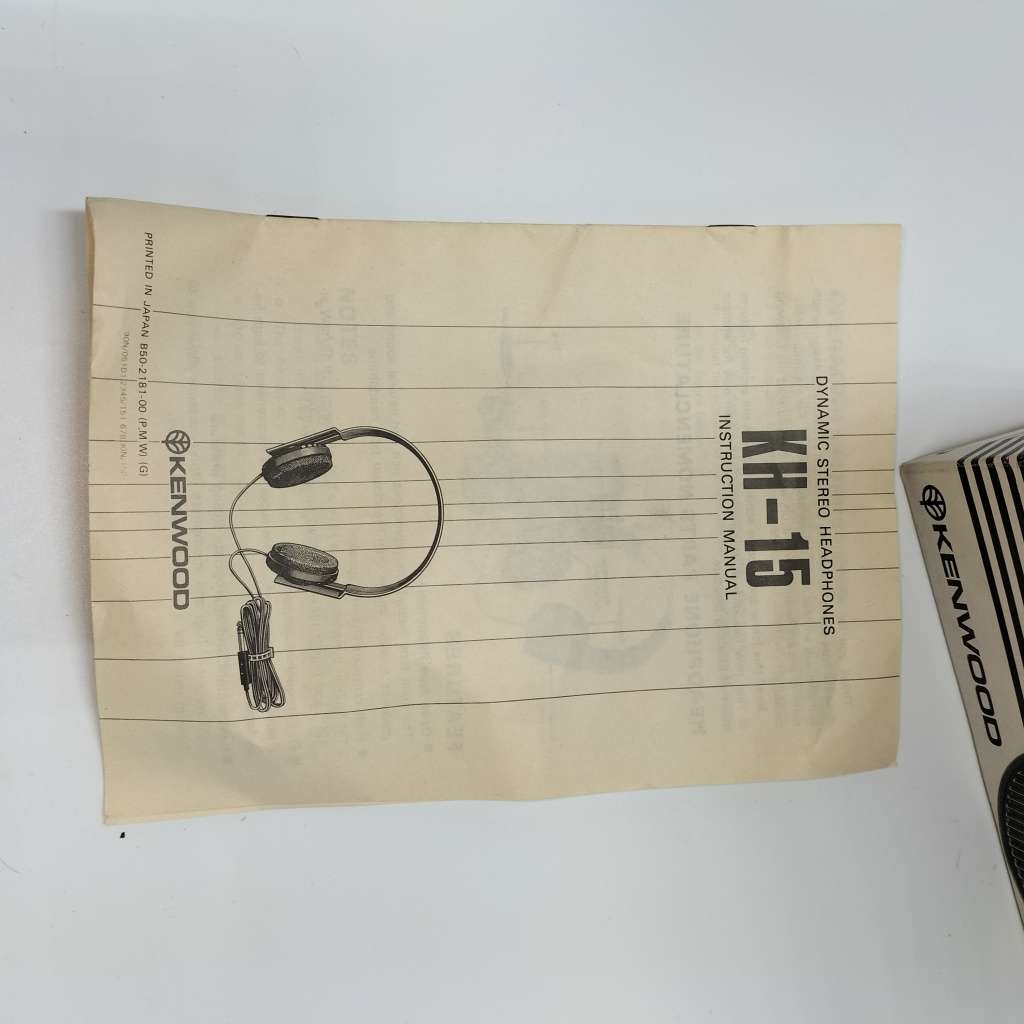 DYNAMIC STEREO HEADPHONES
KH-15
INSTRUCTION MANUAL
KENWOOD
PRINTED IN JAPAN B50-2181-00 (P.M.W) (G)
KENWOOD